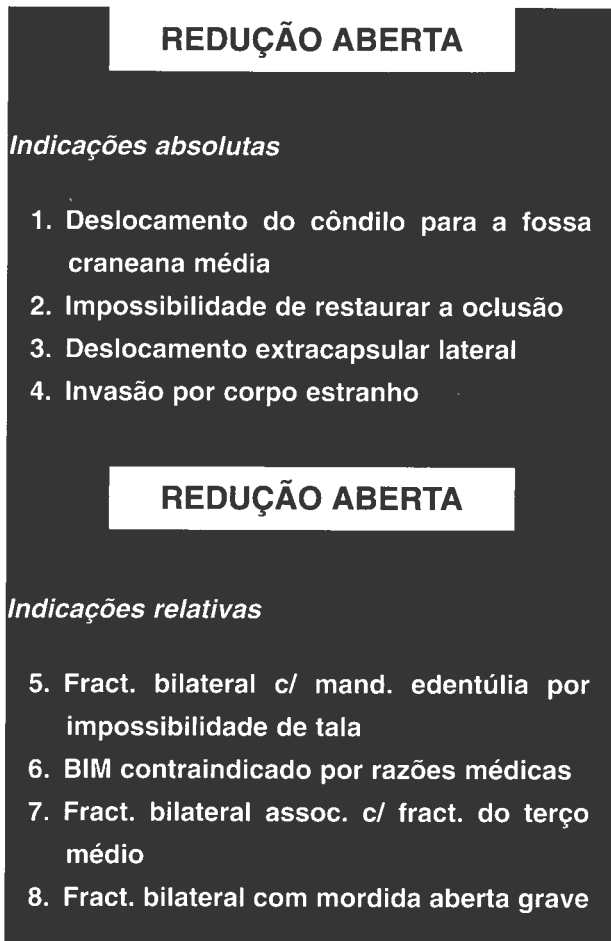 REDUÇÃO ABERTA
Indicações absolutas
1. Deslocamento do côndilo para a fossa
craneana média
2. Impossibilidade de restaurar a oclusão
3. Deslocamento extracapsular lateral
4. Invasão por corpo estranho
REDUÇÃO ABERTA
Indicações relativas
5. Fract. bilateral c/ mand. edentúlia por
impossibilidade de tala
6. BIM contraindicado por razões médicas
7. Fract. bilateral assoc. c/ fract. do terço
médio
8. Fract. bilateral com mordida aberta grave